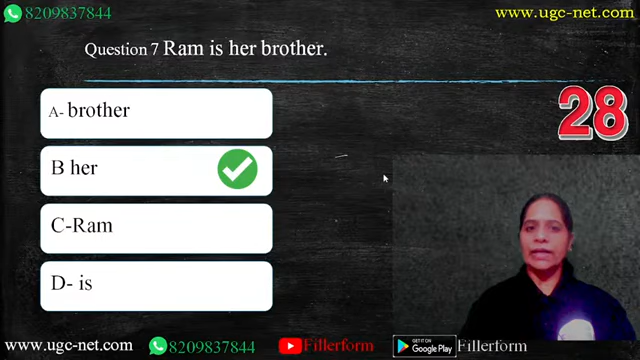 8209837844
www.ugc-net.com
Question 7 Ram is her brother.
A- brother
28
B her
C-Ram
D- is
www.ugc-net.com
8209837844
Fillerform
GET IT ON
Google Play
Fillerform